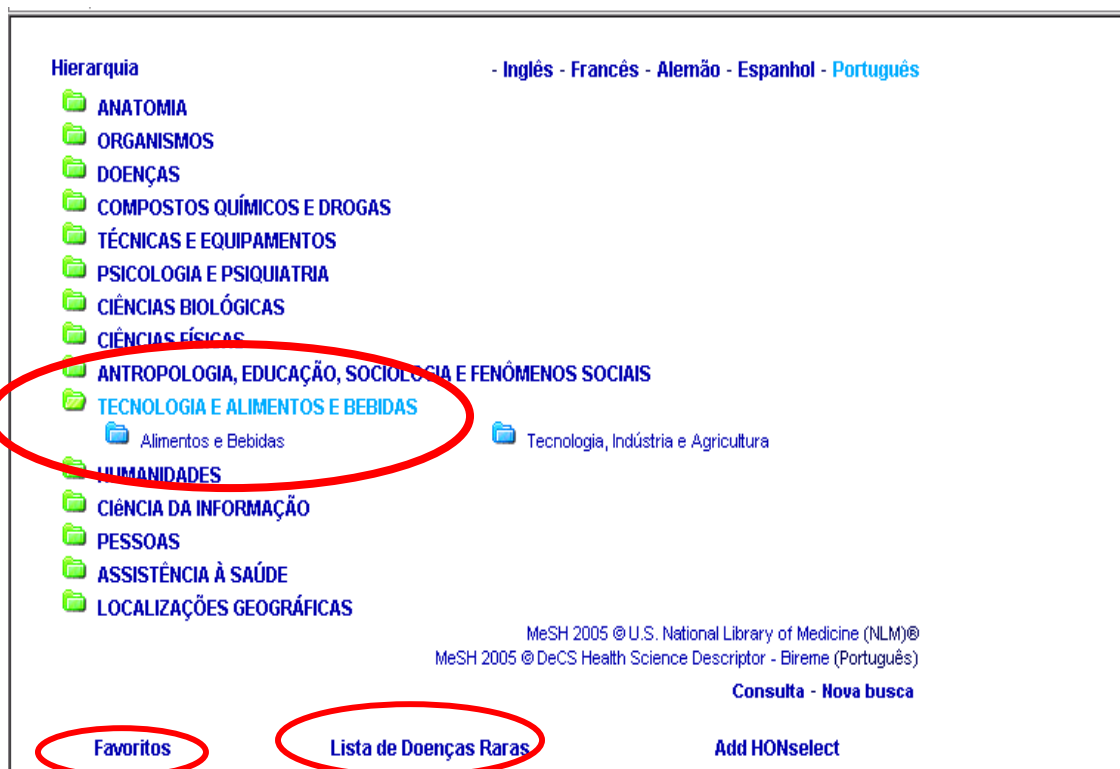 Hierarquia - Inglês - Francês - Alemão - Espanhol - Português
ANATOMIA
ORGANISMOS
DOENÇAS
COMPOSTOS QUÍMICOS E DROGAS
TÉCNICAS E EQUIPAMENTOS
PSICOLOGIA E PSIQUIATRIA
CIÊNCIAS BIOLÓGICAS
CIÊNCIAS FÍSICAS
ANTROPOLOGIA, EDUCAÇÃO, SOCIOLOGIA E FENÔMENOS SOCIAIS
TECNOLOGIA E ALIMENTOS E BEBIDAS
Alimentos e Bebidas Tecnologia, Indústria e Agricultura
HUMANIDADES
CIêNCIA DA INFORMAÇÃO
PESSOAS
ASSISTÊNCIA À SAÚDE
LOCALIZAÇÕES GEOGRÁFICAS
MeSH 2005 © U.S. National Library of Medicine (NLM)®
MeSH 2005 © DeCS Health Science Descriptor - Bireme (Português)
Consulta - Nova busca
Favoritos Lista de Doenças Raras Add HONselect